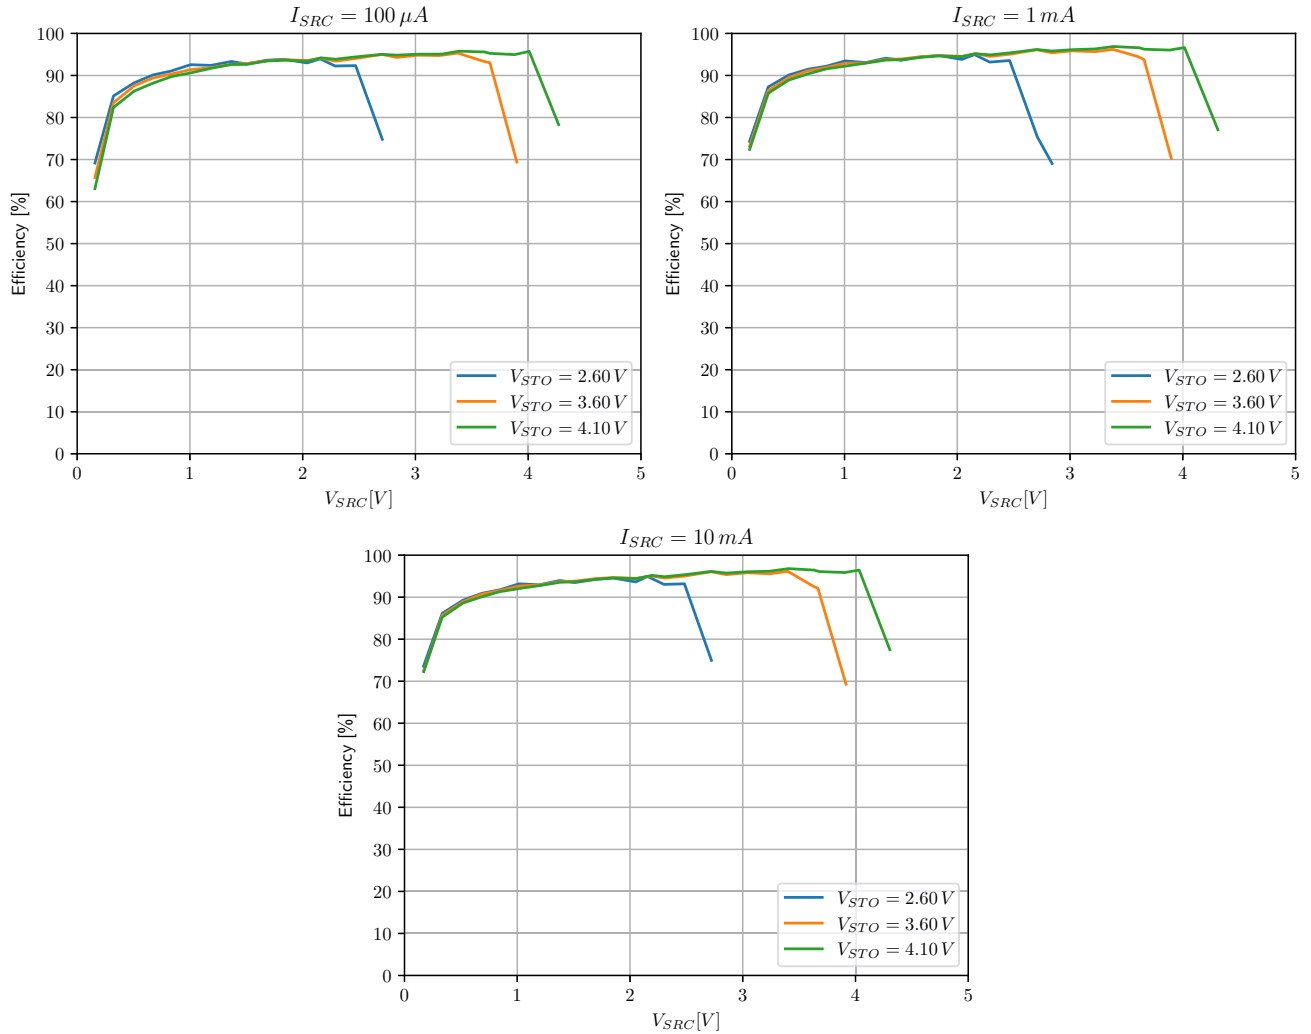 I_SRC = 100 μA
100
90
80
70
60
50
40
30
20
10
0
Efficiency [%]
0 1 2 3 4 5
V_SRC[V]
V_STO = 2.60 V
V_STO = 3.60 V
V_STO = 4.10 V
I_SRC = 1 mA
100
90
80
70
60
50
40
30
20
10
0
Efficiency [%]
0 1 2 3 4 5
V_SRC[V]
V_STO = 2.60 V
V_STO = 3.60 V
V_STO = 4.10 V
I_SRC = 10 mA
100
90
80
70
60
50
40
30
20
10
0
Efficiency [%]
0 1 2 3 4 5
V_SRC[V]
V_STO = 2.60 V
V_STO = 3.60 V
V_STO = 4.10 V